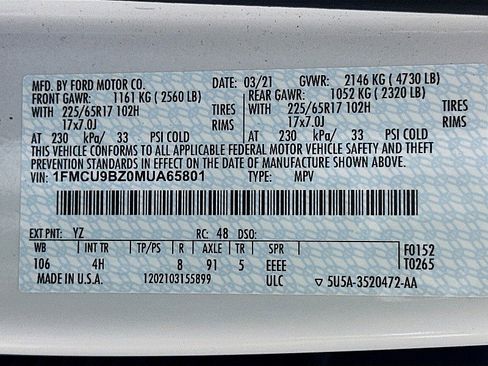 MFD. BY FORD MOTOR CO. 03/21 GVWR: 2146 KG (4730 LB)
FRONT GAWR: 1161 KG (2560 LB) REAR GAWR: 1052 KG (2320 LB)
WITH 225/65R17 102H TIRES WITH 225/65R17 102H TIRES
17x7.0J RIMS 17x7.0J RIMS
AT 230 kPa/ 33 PSI COLD AT 230 kPa/ 33 PSI COLD
THIS VEHICLE CONFORMS TO ALL APPLICABLE FEDERAL MOTOR VEHICLE SAFETY AND BUMPER
STANDARDS IN EFFECT ON THE DATE OF MANUFACTURE SHOWN ABOVE.
VIN: 1FMCU9BZ0MUA65801 TYPE: MPV
EXT PNT: YZ RC: 48 DSO:
WB INT TR TP/PS R AXLE TR SPR F0152
106 4H 8 91 5 EEEE T0265
MADE IN U.S.A. 1202103155899 ULC 5U5A-3520472-AA